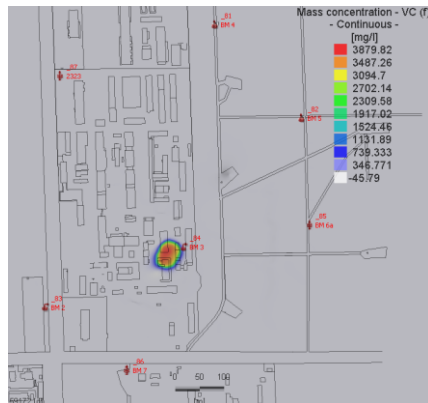 Mass concentration - VC (f)
- Continuous -
[mg/l]
3879.82
3487.26
3094.7
2702.14
2309.58
1917.02
1524.46
1131.89
739.333
346.771
-45.79
_81
BM 4
_87
2323
_82
BM 5
_85
BM 6a
_84
BM 3
_83
BM 2
_86
BM 7
0 50 100